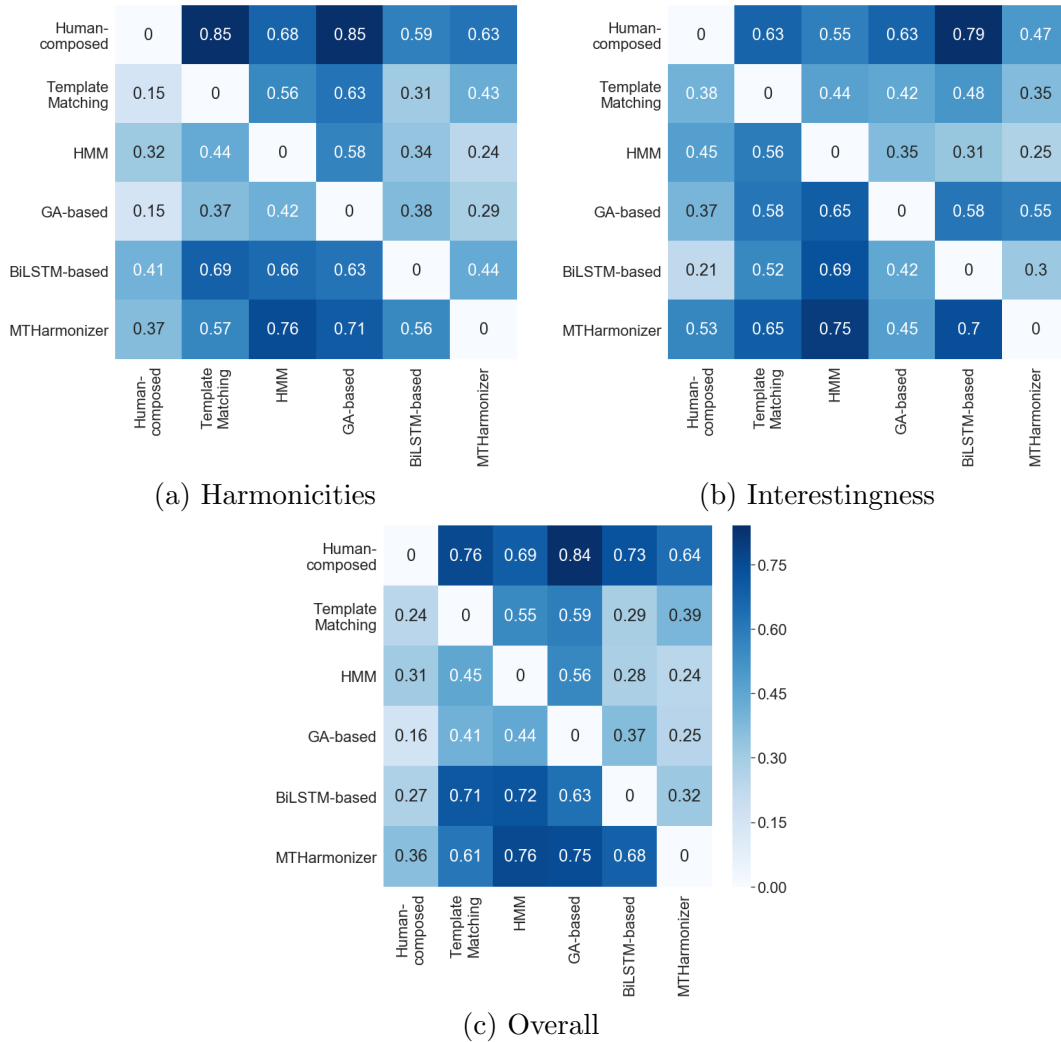 Human-
composed 0 0.85 0.68 0.85 0.59 0.63
Template
Matching 0.15 0 0.56 0.63 0.31 0.43
HMM 0.32 0.44 0 0.58 0.34 0.24
GA-based 0.15 0.37 0.42 0 0.38 0.29
BiLSTM-based 0.41 0.69 0.66 0.63 0 0.44
MTHarmonizer 0.37 0.57 0.76 0.71 0.56 0
Human-
composed
Template
Matching
HMM
GA-based
BiLSTM-based
MTHarmonizer
(a) Harmonicities
Human-
composed 0 0.63 0.55 0.63 0.79 0.47
Template
Matching 0.38 0 0.44 0.42 0.48 0.35
HMM 0.45 0.56 0 0.35 0.31 0.25
GA-based 0.37 0.58 0.65 0 0.58 0.55
BiLSTM-based 0.21 0.52 0.69 0.42 0 0.3
MTHarmonizer 0.53 0.65 0.75 0.45 0.7 0
Human-
composed
Template
Matching
HMM
GA-based
BiLSTM-based
MTHarmonizer
(b) Interestingness
Human-
composed 0 0.76 0.69 0.84 0.73 0.64
Template
Matching 0.24 0 0.55 0.59 0.29 0.39
HMM 0.31 0.45 0 0.56 0.28 0.24
GA-based 0.16 0.41 0.44 0 0.37 0.25
BiLSTM-based 0.27 0.71 0.72 0.63 0 0.32
MTHarmonizer 0.36 0.61 0.76 0.75 0.68 0
Human-
composed
Template
Matching
HMM
GA-based
BiLSTM-based
MTHarmonizer
0.75
0.60
0.45
0.30
0.15
0.00
(c) Overall